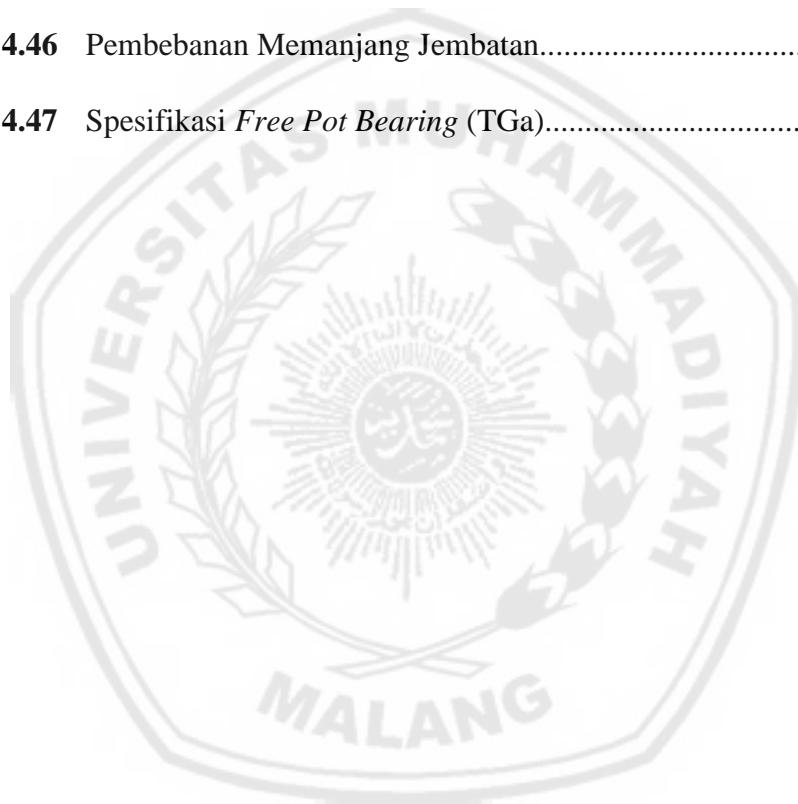 4.46 Pembebanan Memanjang Jembatan................................
4.47 Spesifikasi Free Pot Bearing (TGa)...............................
UNIVERSITAS MUHAMMADIYAH
MALANG